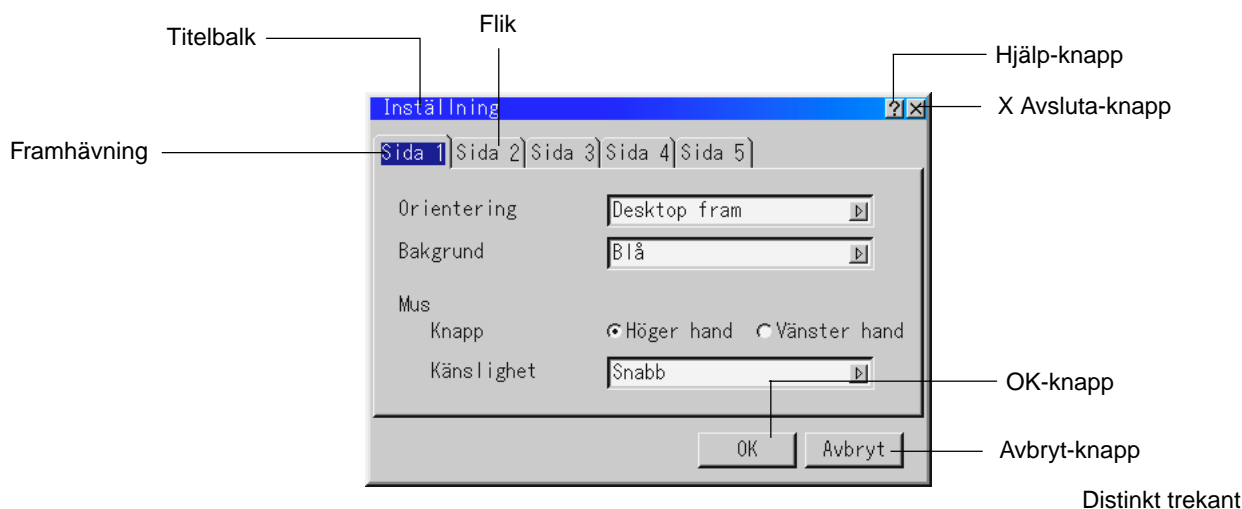 Flik
Titelbalk
Hjälp-knapp
Inställning ? ×
X Avsluta-knapp
Framhävning
Sida 1 Sida 2 Sida 3 Sida 4 Sida 5
Orientering Desktop fram
Bakgrund Blå
Mus
Knapp Höger hand Vänster hand
Känslighet Snabb
OK-knapp
OK Avbryt
Avbryt-knapp
Distinkt trekant